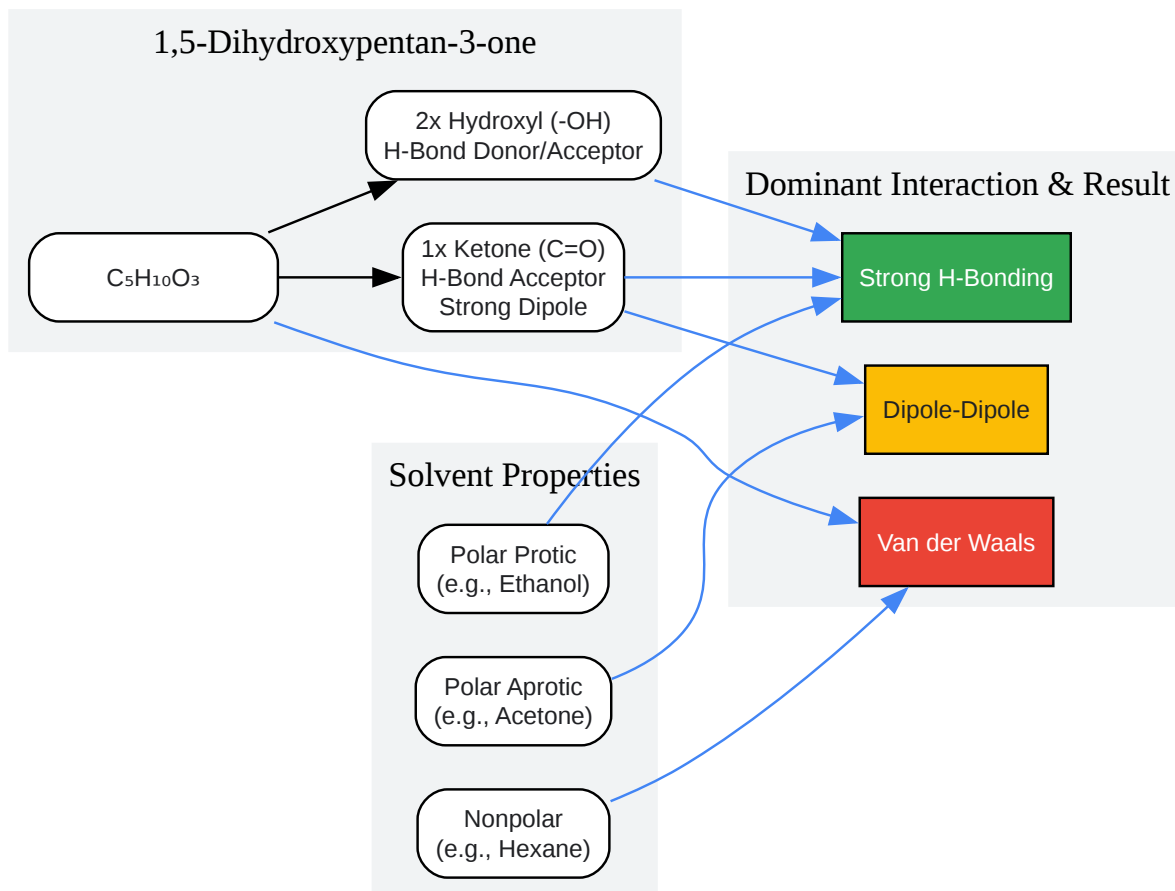 1,5-Dihydroxypentan-3-one
2x Hydroxyl (-OH)
H-Bond Donor/Acceptor
C₅H₁₀O₃
1x Ketone (C=O)
H-Bond Acceptor
Strong Dipole
Dominant Interaction & Result
Strong H-Bonding
Dipole-Dipole
Van der Waals
Solvent Properties
Polar Protic
(e.g., Ethanol)
Polar Aprotic
(e.g., Acetone)
Nonpolar
(e.g., Hexane)